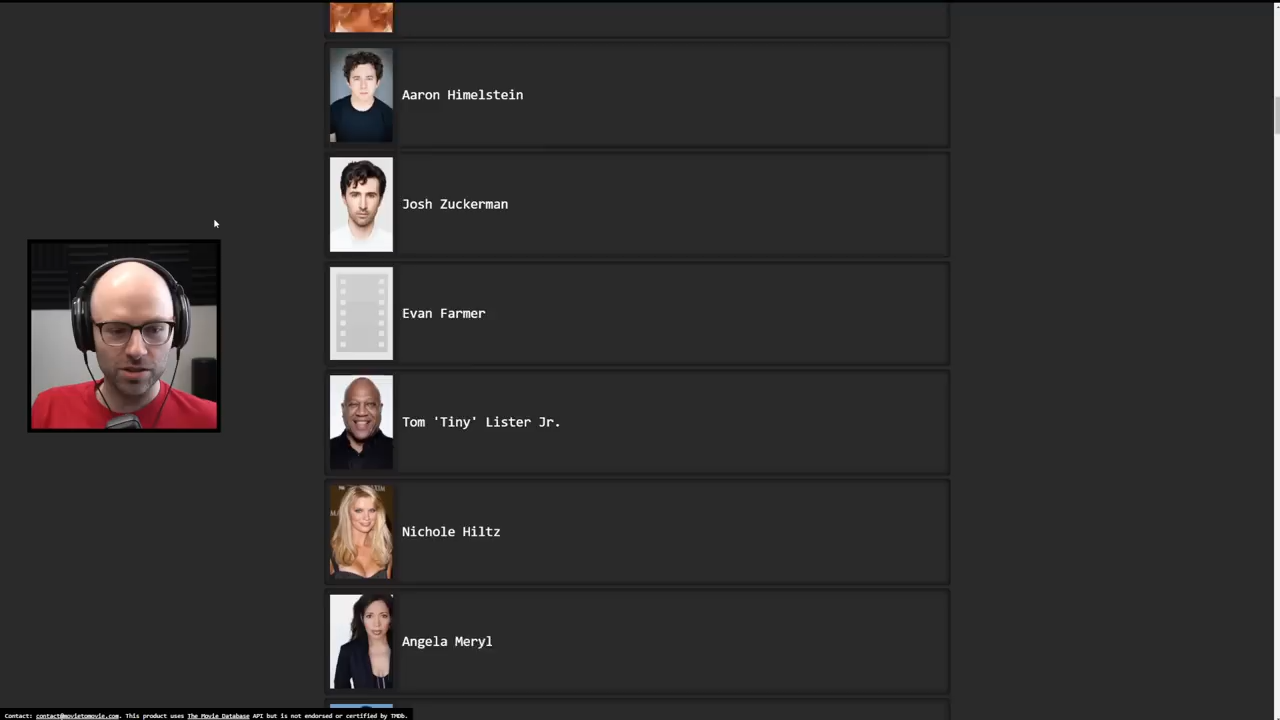 Aaron Himelstein
Josh Zuckerman
Evan Farmer
Tom 'Tiny' Lister Jr.
Nichole Hiltz
Angela Meryl
Contact: contact@movietomovie.com. This product uses The Movie Database API but is not endorsed or certified by TMDb.